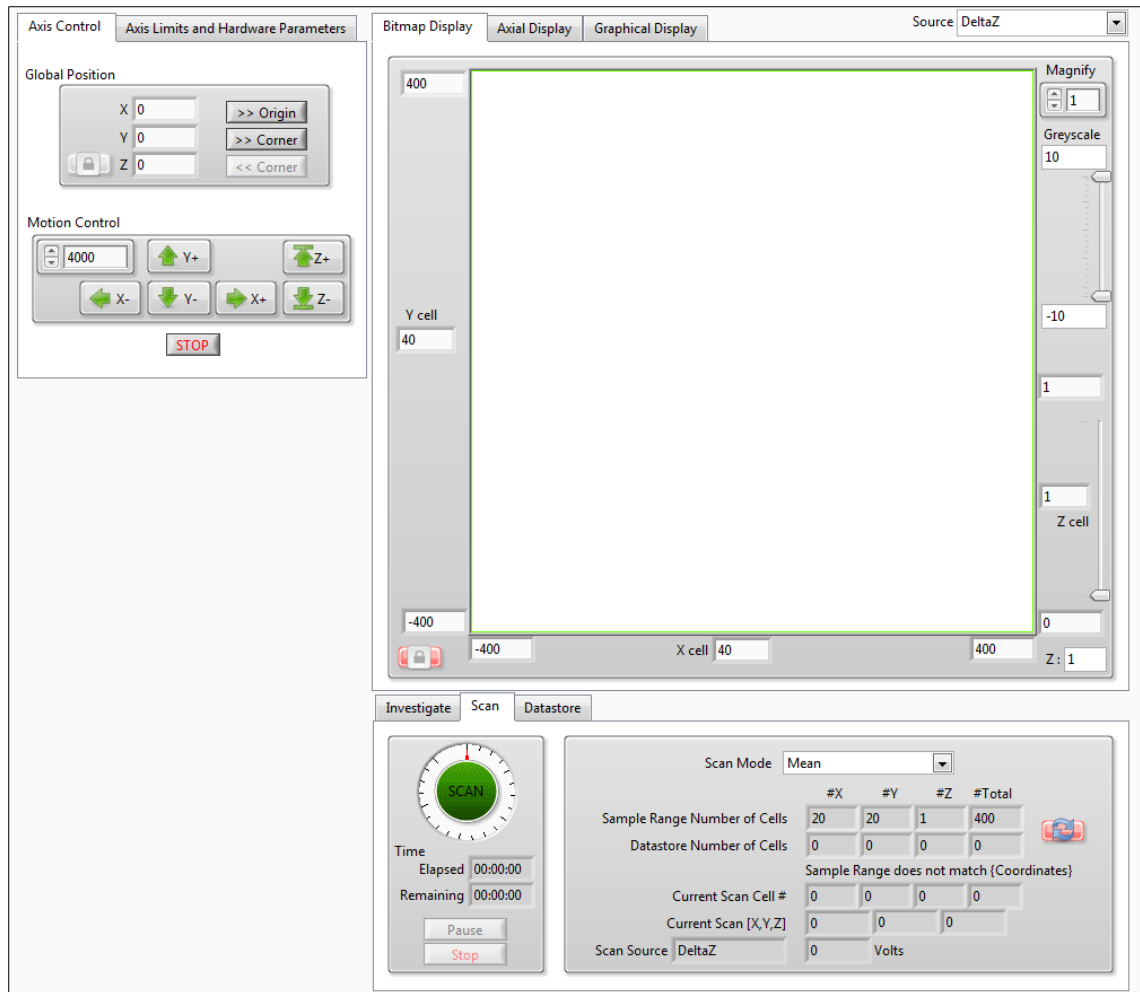 Axis Control
Axis Limits and Hardware Parameters
Global Position
X 0
>> Origin
Y 0
>> Corner
Z 0
<< Corner
Motion Control
4000
Y+
Z+
X-
Y-
X+
Z-
STOP
Bitmap Display
Axial Display
Graphical Display
Source DeltaZ
400
Y cell
40
-400
-400
X cell 40
400
Magnify
1
Greyscale
10
-10
1
1
Z cell
0
Z : 1
Investigate
Scan
Datastore
SCAN
Time
Elapsed 00:00:00
Remaining 00:00:00
Pause
Stop
Scan Mode Mean
#X #Y #Z #Total
Sample Range Number of Cells 20 20 1 400
Datastore Number of Cells 0 0 0 0
Sample Range does not match {Coordinates}
Current Scan Cell # 0 0 0 0
Current Scan [X,Y,Z] 0 0 0
Scan Source DeltaZ 0 Volts